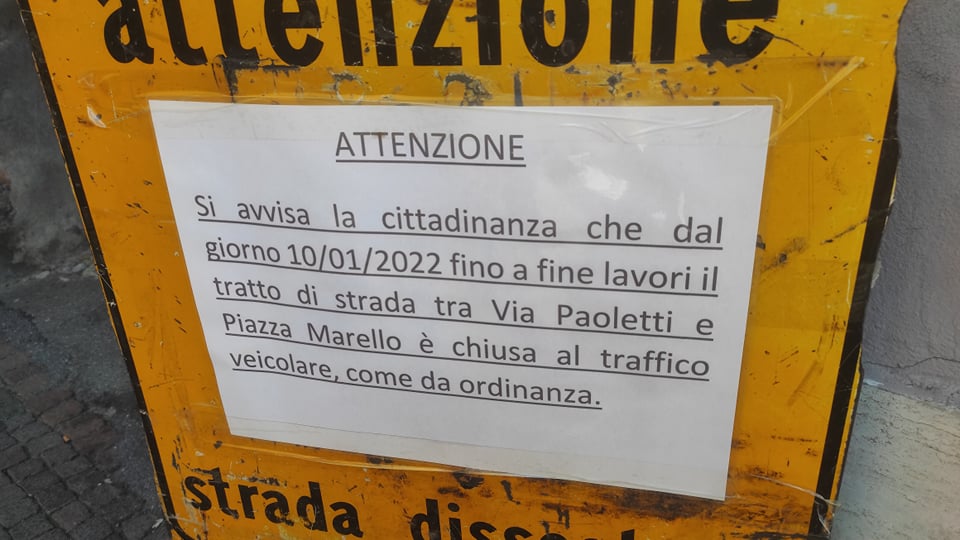 attenzione
ATTENZIONE
Si avvisa la cittadinanza che dal
giorno 10/01/2022 fino a fine lavori il
tratto di strada tra Via Paoletti e
Piazza Marello è chiusa al traffico
veicolare, come da ordinanza.
strada